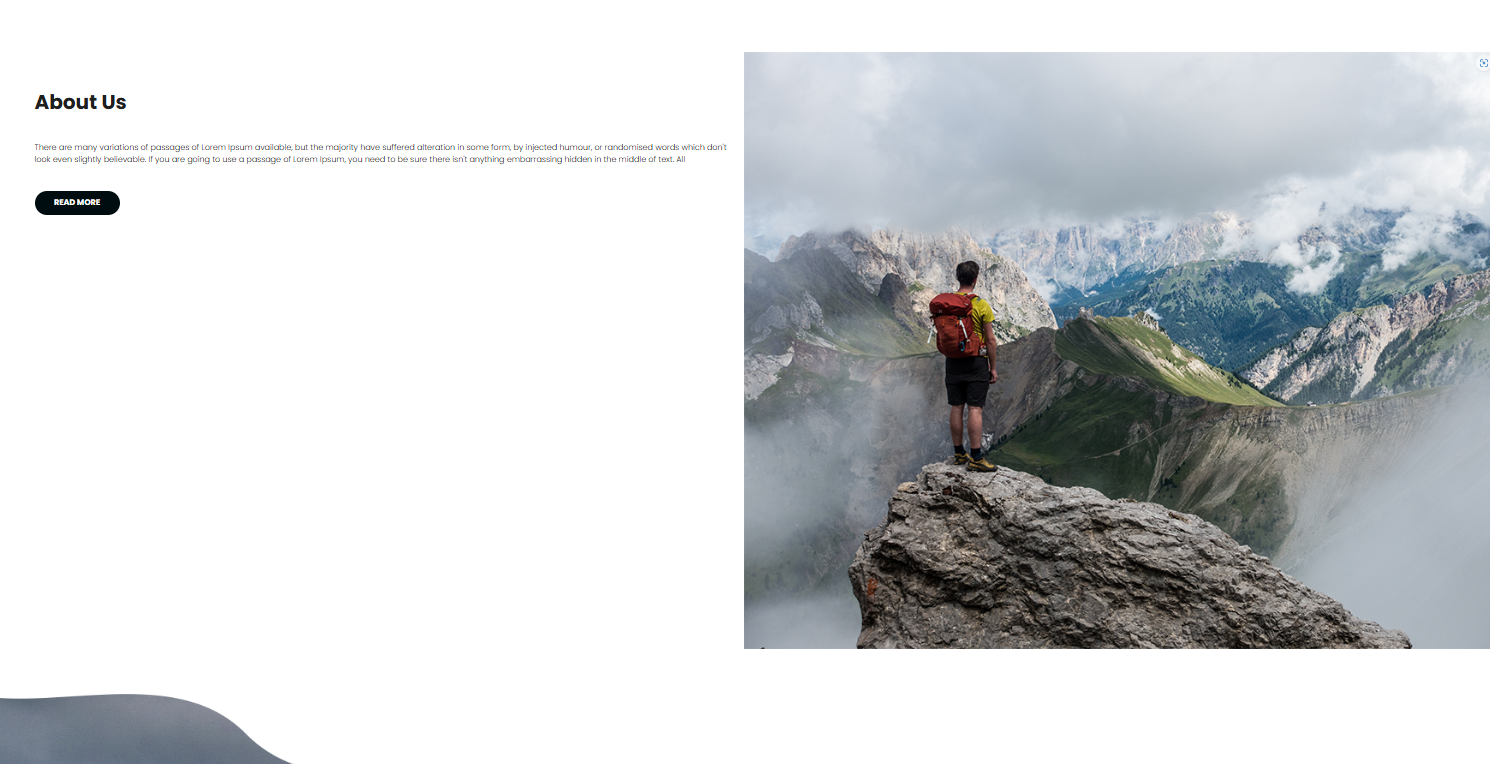 About Us
There are many variations of passages of Lorem Ipsum available, but the majority have suffered alteration in some form, by injected humour, or randomised words which don't
look even slightly believable. If you are going to use a passage of Lorem Ipsum, you need to be sure there isn't anything embarrassing hidden in the middle of text. All
READ MORE